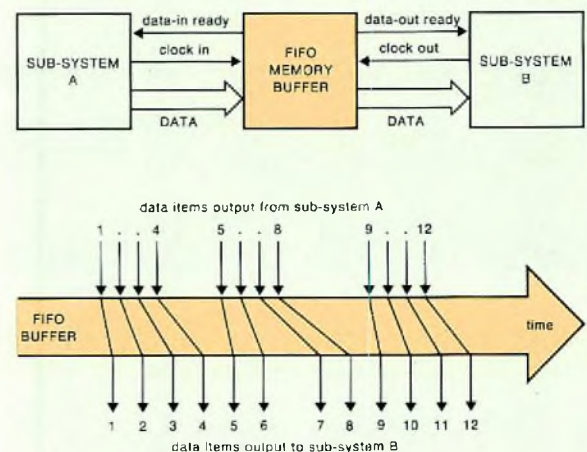 data-in ready
data-out ready
clock in
clock out
SUB-SYSTEM
A
FIFO
MEMORY
BUFFER
SUB-SYSTEM
B
DATA
DATA
data items output from sub-system A
1 . . 4 5 . . 8 9 . . 12
FIFO
BUFFER
time
1 2 3 4 5 6 7 8 9 10 11 12
data items output to sub-system B